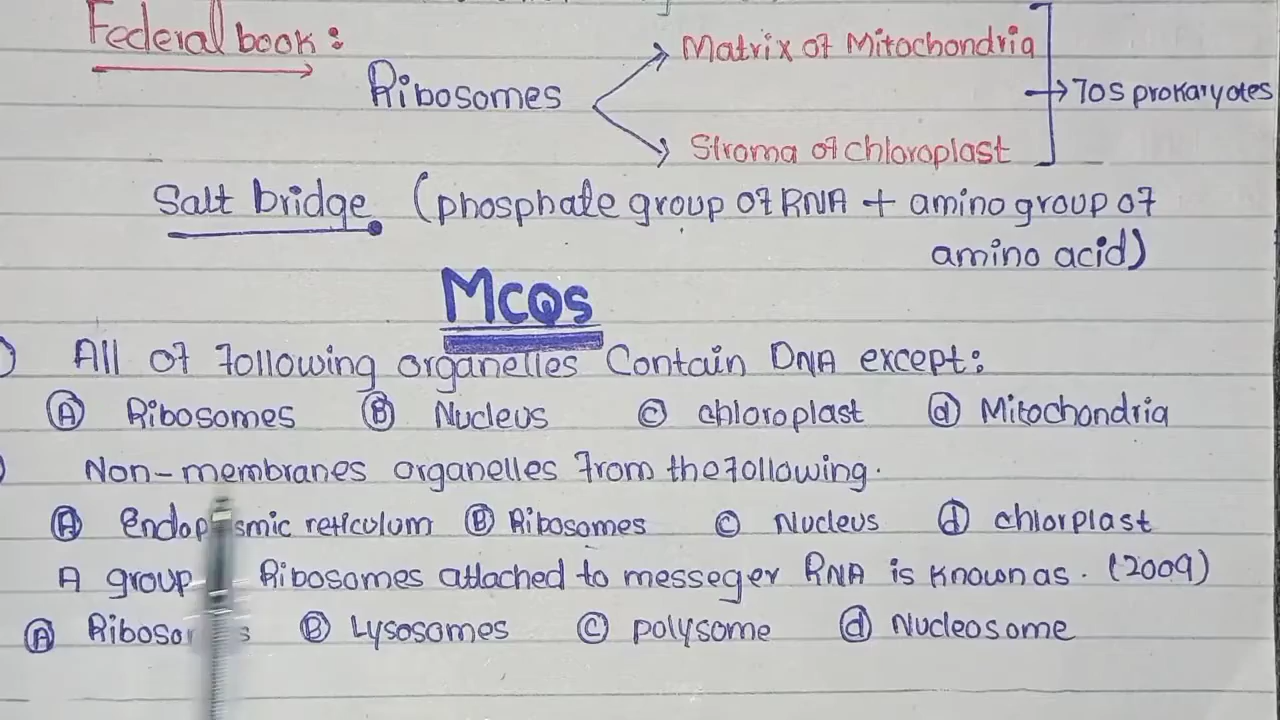 Federal book:
Matrix of Mitochondria
Ribosomes
70S prokaryotes
Stroma of chloroplast
Salt bridge (phosphate group of RNA + amino group of
amino acid)
MCQS
All of following organelles contain DNA except:
(A) Ribosomes (B) Nucleus (C) chloroplast (d) Mitochondria
Non-membranes organelles from the following.
(A) Endoplasmic reticulum (B) Ribosomes (C) Nucleus (d) chlorplast
A group Ribosomes attached to messeger RNA is known as. (2009)
(A) (B) Lysosomes (C) polysome (d) Nucleosome